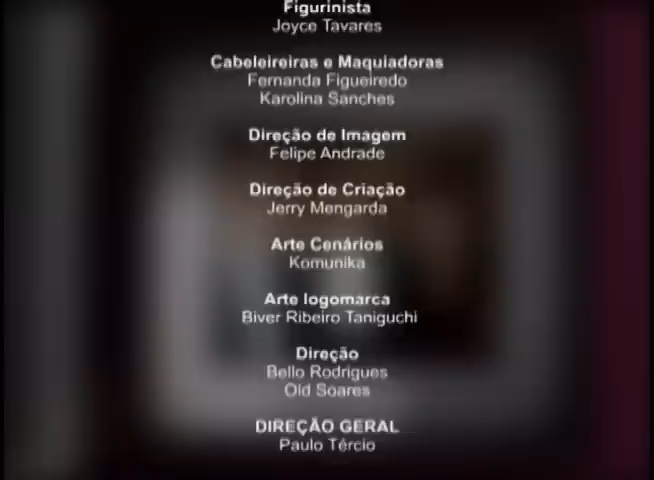 Figurinista
Joyce Tavares
Cabeleireiras e Maquiadoras
Fernanda Figueiredo
Karolina Sanches
Direção de Imagem
Felipe Andrade
Direção de Criação
Jerry Mengarda
Arte Cenários
Komunika
Arte logomarca
Biver Ribeiro Taniguchi
Direção
Bello Rodrigues
Old Soares
DIREÇÃO GERAL
Paulo Tércio